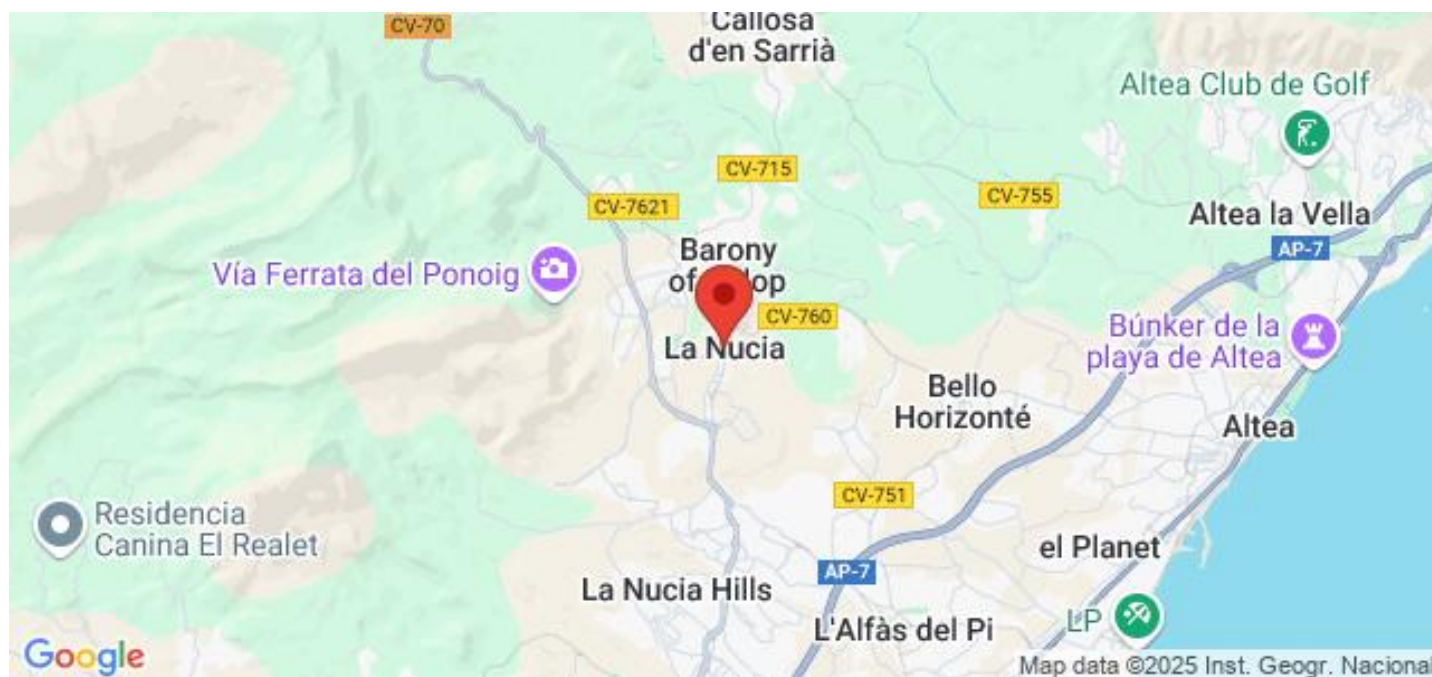 CV-70
Callosa
d'en Sarrià
Altea Club de Golf
CV-715
CV-7621
CV-755
Altea la Vella
AP-7
Barony
of
op
Vía Ferrata del Ponoig
CV-760
La Nucia
Búnker de la
playa de Altea
Bello
Horizonté
Altea
CV-751
Residencia
Canina El Realet
el Planet
AP-7
La Nucia Hills
L'Alfàs del Pi
LP
Google
Map data ©2025 Inst. Geogr. Nacional